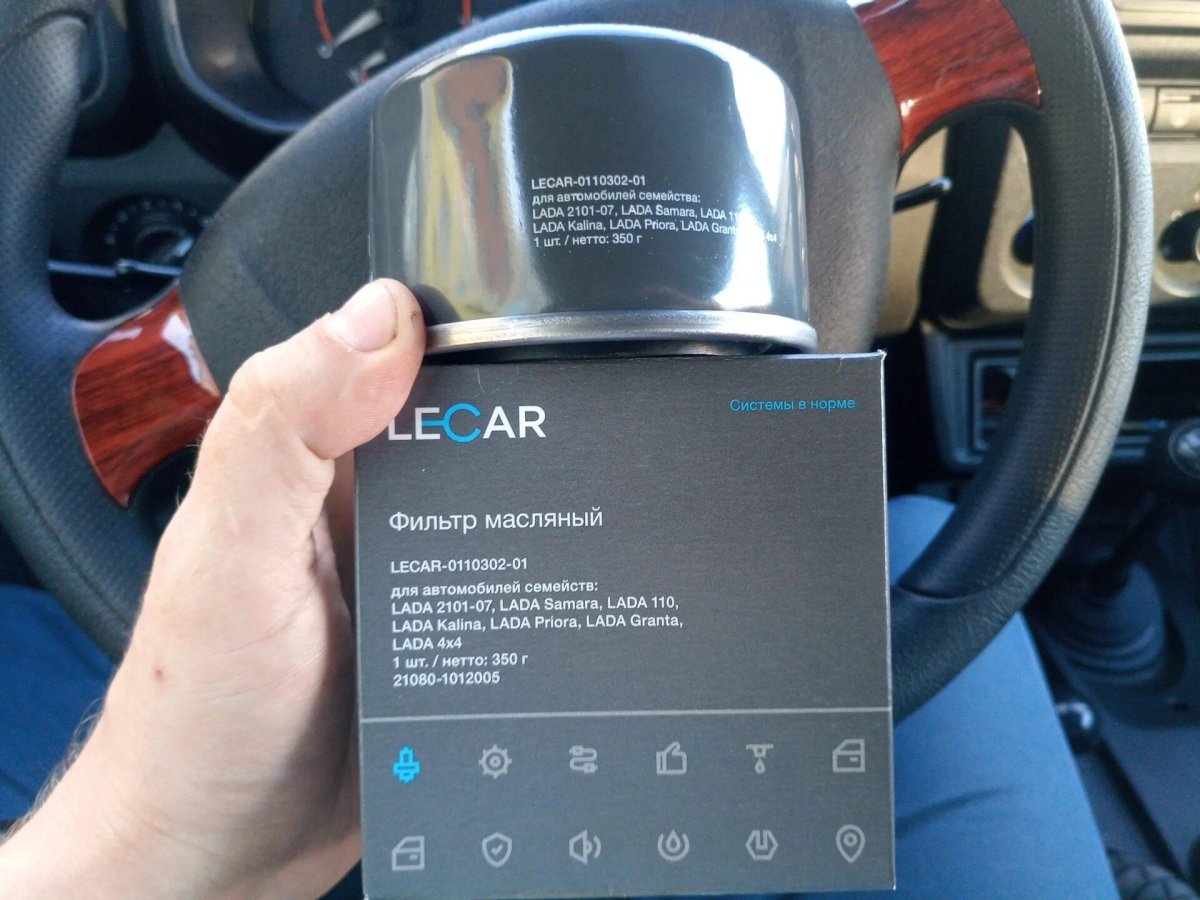 LECAR-0110302-01
для автомобилей семейства:
LADA 2101-07, LADA Samara, LADA
LADA Kalina, LADA Priora, LADA 4x4
1 шт. / нетто: 350 г
LECAR
Системы в норме
Фильтр масляный
LECAR-0110302-01
для автомобилей семейств:
LADA 2101-07, LADA Samara, LADA 110,
LADA Kalina, LADA Priora, LADA Granta,
LADA 4x4
1 шт. / нетто: 350 г
21080-1012005